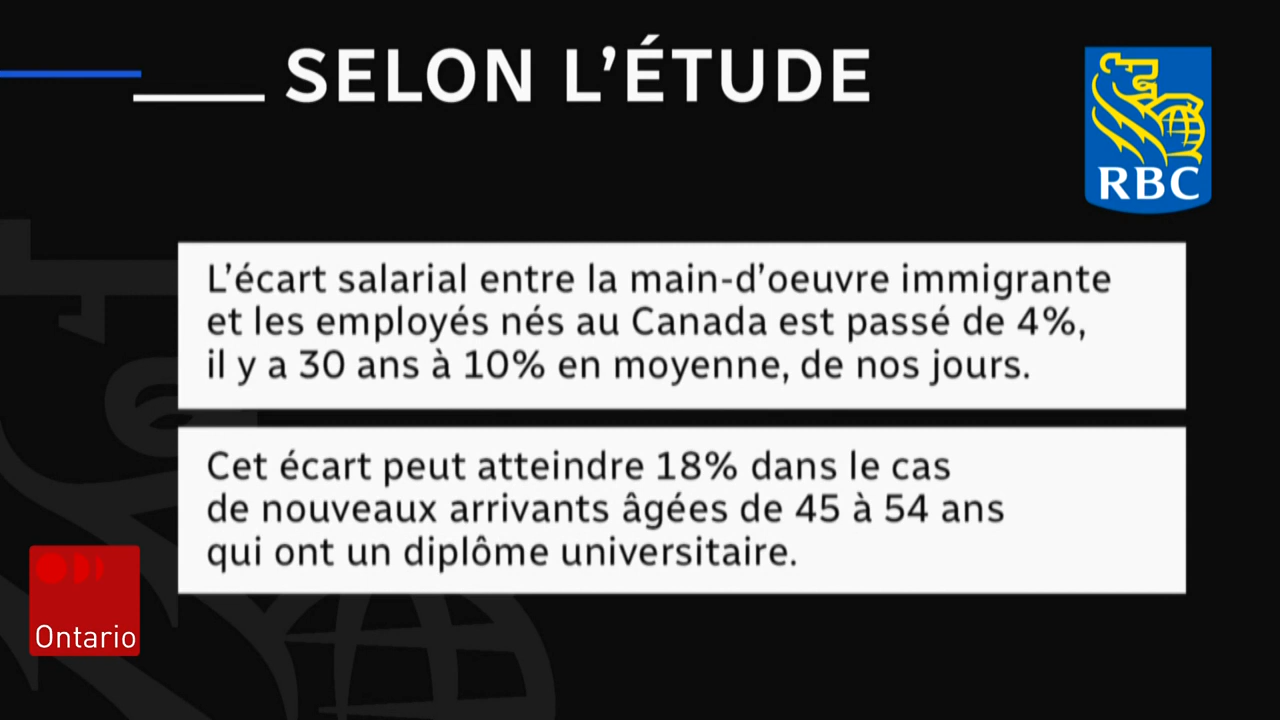 SELON L’ÉTUDE
RBC
L’écart salarial entre la main-d’oeuvre immigrante
et les employés nés au Canada est passé de 4%,
il y a 30 ans à 10% en moyenne, de nos jours.
Cet écart peut atteindre 18% dans le cas
de nouveaux arrivants âgées de 45 à 54 ans
qui ont un diplôme universitaire.
Ontario